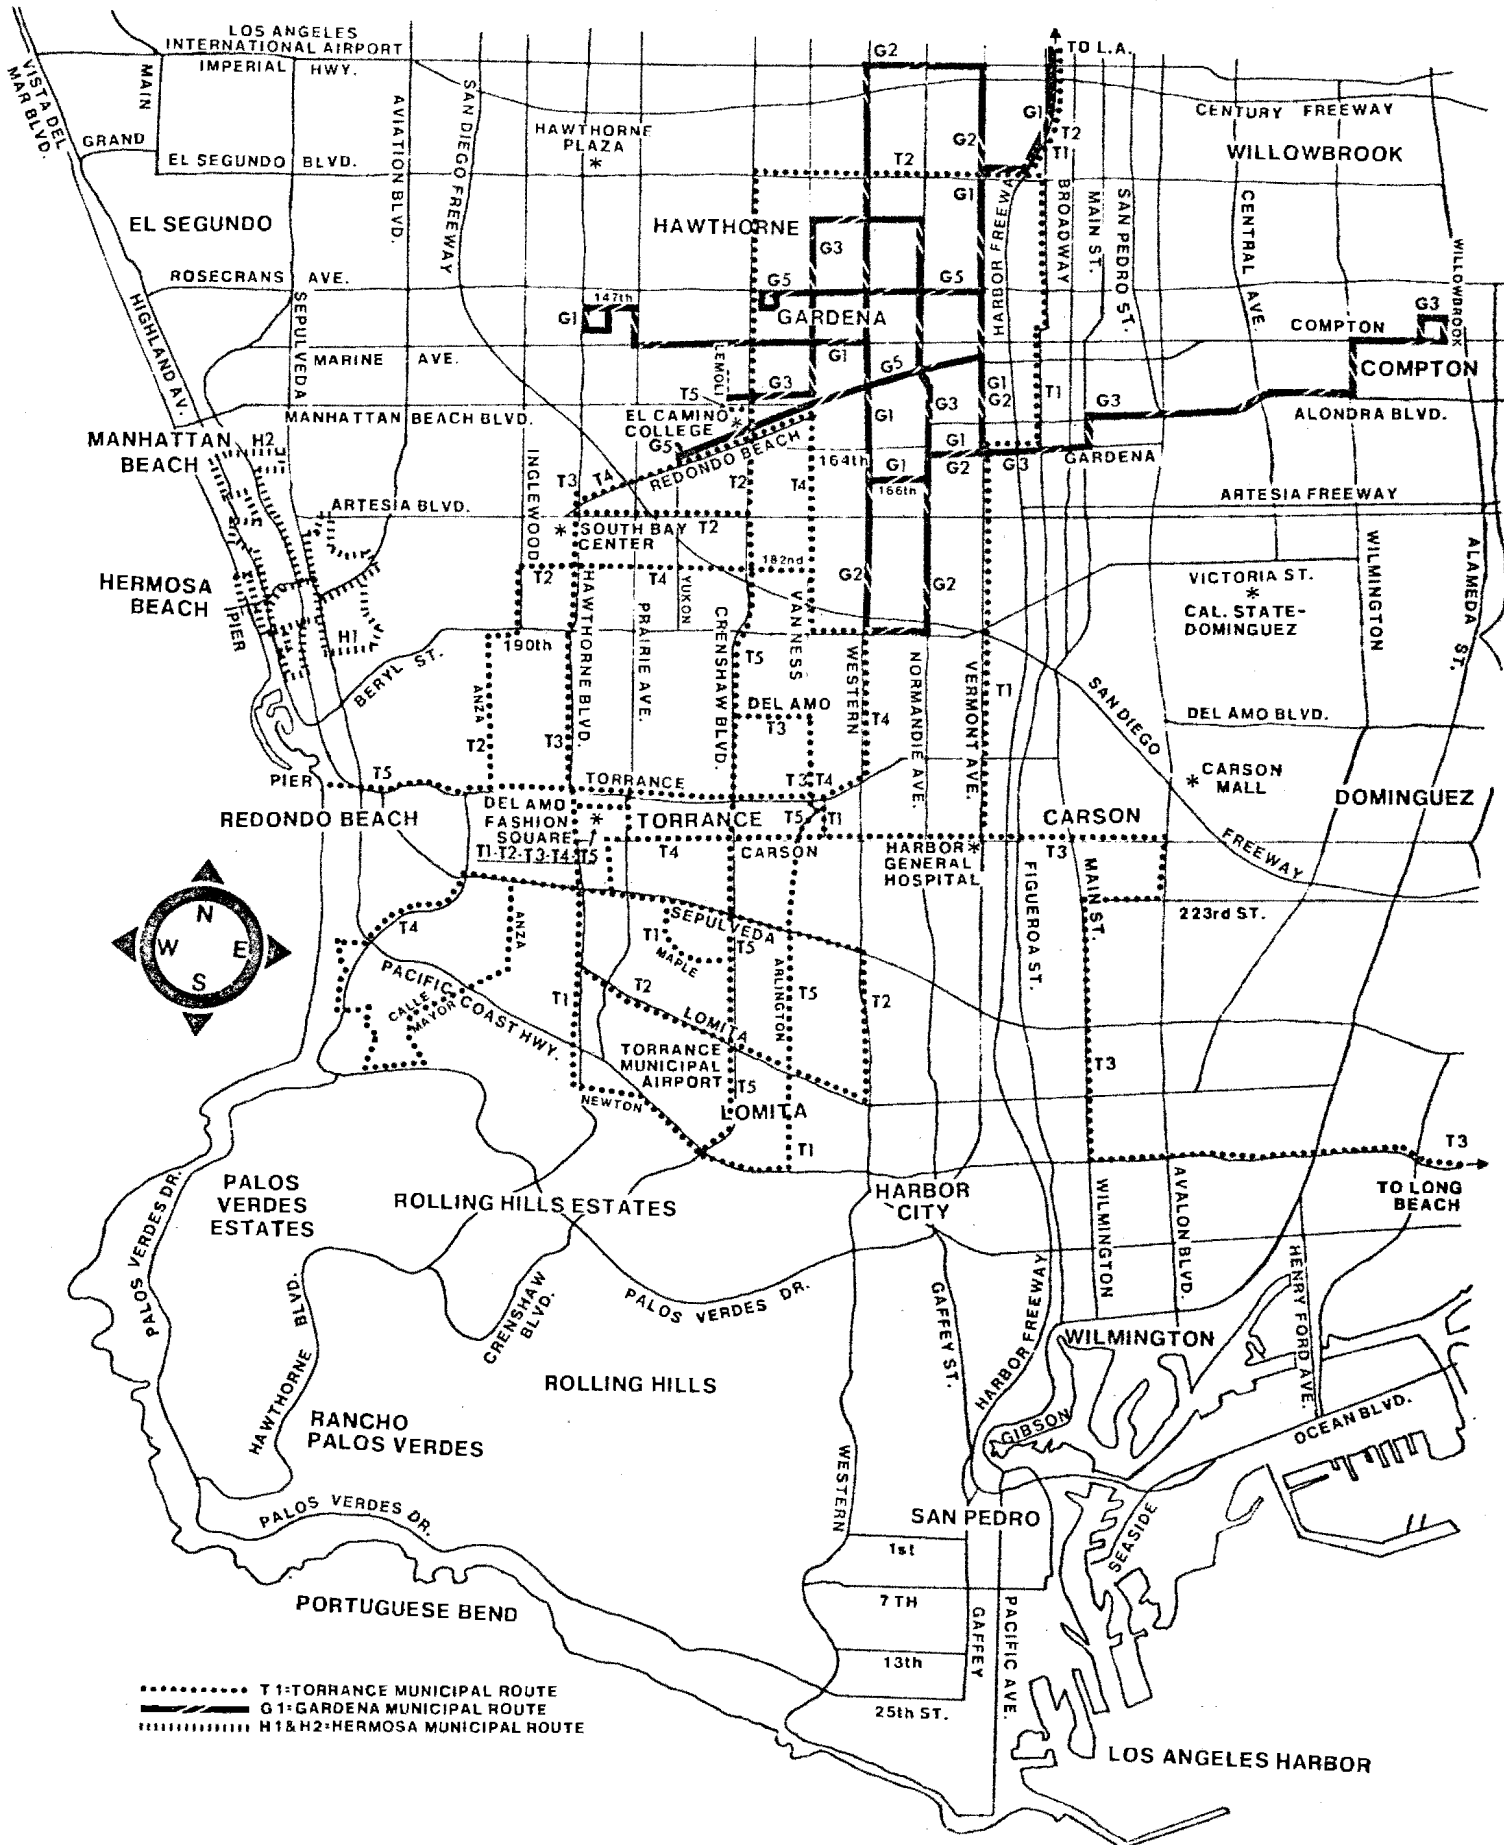 LOS ANGELES
INTERNATIONAL AIRPORT
IMPERIAL HWY.
VISTA DEL
MAR BLVD.
MAIN
GRAND
EL SEGUNDO BLVD.
AVIATION BLVD.
SAN DIEGO FREEWAY
HAWTHORNE
PLAZA
*
G2
TO L.A.
G1
T2
T1
G2
T2
G1
CENTURY FREEWAY
WILLOWBROOK
EL SEGUNDO
HAWTHORNE
G3
HARBOR FREEWAY
BROADWAY
MAIN ST.
SAN PEDRO ST.
CENTRAL AVE.
WILLOWBROOK
ROSECRANS AVE.
G5
G5
147th
G1
GARDENA
G3
COMPTON
COMPTON
HIGHLAND AV.
SEPULVEDA
MARINE AVE.
LEMOLI
G1
G5
T5
G3
G1
G2
T1
G3
G3
ALONDRA BLVD.
MANHATTAN BEACH BLVD.
EL CAMINO
COLLEGE *
G5
REDONDO BEACH
G1
MANHATTAN
BEACH
H2
INGLEWOOD
T3
T4
T2
T4
164th
G1
166th
G1
G2
G3
GARDENA
ARTESIA BLVD.
ARTESIA FREEWAY
* SOUTH BAY
CENTER
T2
182nd
HERMOSA
BEACH
PIER
H1
T2
T4
YUKON
G2
G2
VICTORIA ST.
*
CAL. STATE-
DOMINGUEZ
WILMINGTON
ALAMEDA ST.
HAWTHORNE BLVD.
PRAIRIE AVE.
CRENSHAW BLVD.
VAN NESS
190th
BERYL ST.
T5
WESTERN
NORMANDIE AVE.
VERMONT AVE.
T1
SAN DIEGO
FREEWAY
ANZA
T2
T3
DEL AMO
T3
T4
DEL AMO BLVD.
PIER
T5
TORRANCE
T3
T4
* CARSON
MALL
DOMINGUEZ
REDONDO BEACH
DEL AMO
FASHION
SQUARE
*
T1-T2-T3-T4-T5
TORRANCE
T5
T1
T4
CARSON
HARBOR *
GENERAL
HOSPITAL
CARSON
T3
N
W E
S
FIGUEROA ST.
MAIN ST.
223rd ST.
T4
ANZA
SEPULVEDA
T1
MAPLE
T5
ARLINGTON
T5
T2
PACIFIC COAST HWY.
CALLE
MAYOR
T1
T2
LOMITA
TORRANCE
MUNICIPAL
AIRPORT
T5
T3
NEWTON
LOMITA
T1
T3
TO LONG
BEACH
PALOS
VERDES
ESTATES
PALOS VERDES DR.
ROLLING HILLS ESTATES
HARBOR
CITY
WILMINGTON
AVALON BLVD.
HENRY FORD AVE.
HAWTHORNE BLVD.
CRENSHAW
BLVD.
PALOS VERDES DR.
GAFFEY ST.
HARBOR FREEWAY
WILMINGTON
ROLLING HILLS
RANCHO
PALOS VERDES
GIBSON
OCEAN BLVD.
WESTERN
PALOS VERDES DR.
SAN PEDRO
SEASIDE
1st
PORTUGUESE BEND
7 TH
GAFFEY
PACIFIC AVE.
13th
25th ST.
T1=TORRANCE MUNICIPAL ROUTE
G1=GARDENA MUNICIPAL ROUTE
H1&H2=HERMOSA MUNICIPAL ROUTE
LOS ANGELES HARBOR